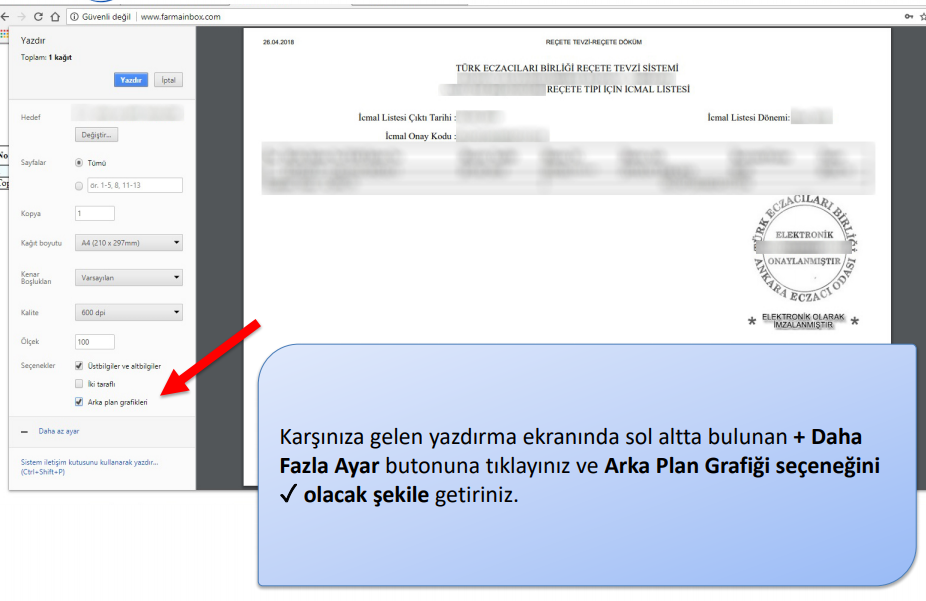 Güvenli değil | www.farmainbox.com
Yazdır
Toplam: 1 kağıt
Yazdır
İptal
Hedef
Değiştir...
Sayfalar
Tümü
ör. 1-5, 8, 11-13
Kopya
1
Kağıt boyutu
A4 (210 x 297mm)
Kenar
Boşlukları
Varsayılan
Kalite
600 dpi
Ölçek
100
Seçenekler
Üstbilgiler ve altbilgiler
İki taraflı
Arka plan grafikleri
Daha az ayar
Sistem iletişim kutusunu kullanarak yazdır...
(Ctrl+Shift+P)
26.04.2018
REÇETE TEVZİ-REÇETE DÖKÜM
TÜRK ECZACILARI BİRLİĞİ REÇETE TEVZİ SİSTEMİ
REÇETE TİPİ İÇİN İCMAL LİSTESİ
İcmal Listesi Çıktı Tarihi :
İcmal Listesi Dönemi:
İcmal Onay Kodu :
TÜRK ECZACILARI BİRLİĞİ
ELEKTRONİK
ONAYLANMIŞTIR
ANKARA ECZACI ODASI
* ELEKTRONİK OLARAK *
İMZALANMIŞTIR
Karşınıza gelen yazdırma ekranında sol altta bulunan + Daha
Fazla Ayar butonuna tıklayınız ve Arka Plan Grafiği seçeneğini
✓ olacak şekile getiriniz.